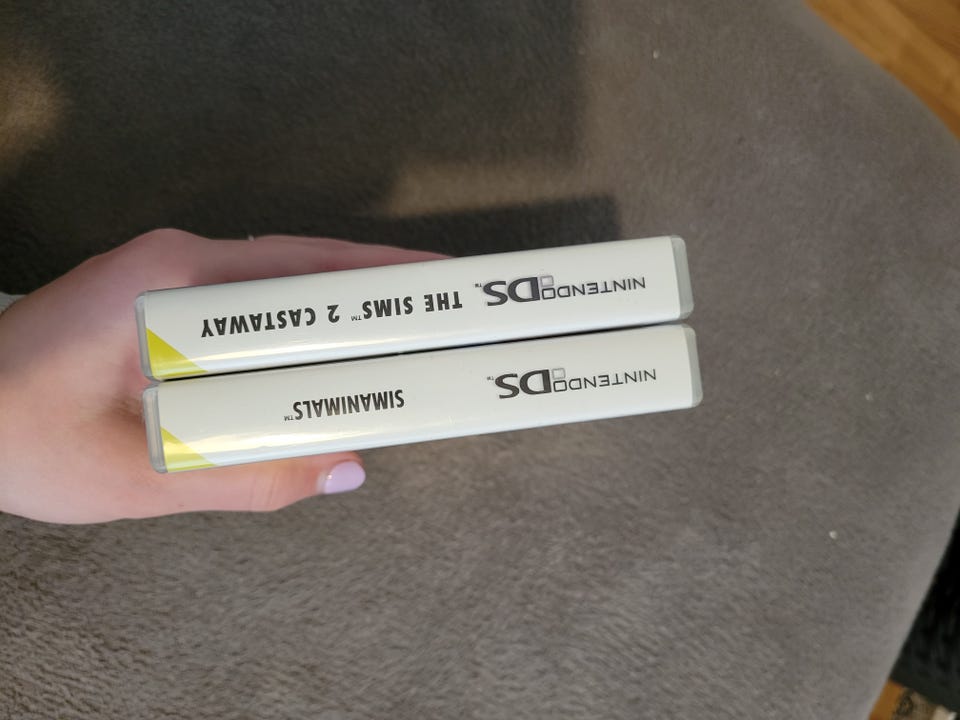 NINTENDO DS™ SIMANIMALS™
NINTENDO DS™ THE SIMS™ 2 CASTAWAY